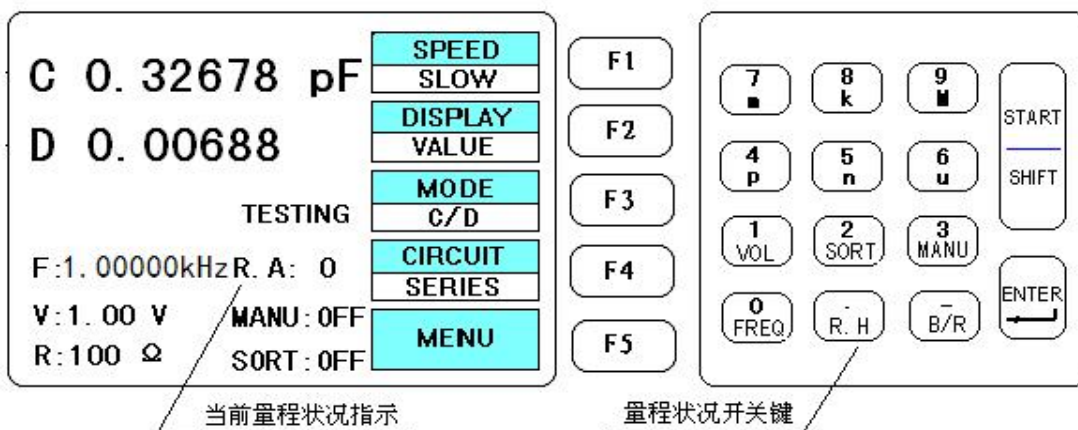 C 0.32678 pF
D 0.00688
TESTING
F:1.00000kHz R.A: 0
V:1.00 V MANU:OFF
R:100 Ω SORT:OFF
SPEED
SLOW
DISPLAY
VALUE
MODE
C/D
CIRCUIT
SERIES
MENU
F1
F2
F3
F4
F5
7 8 9
m k M
4 5 6
p n u
1 2 3
VOL SORT MANU
0 . –
FREQ R.H B/R
START
SHIFT
ENTER
当前量程状况指示
量程状况开关键